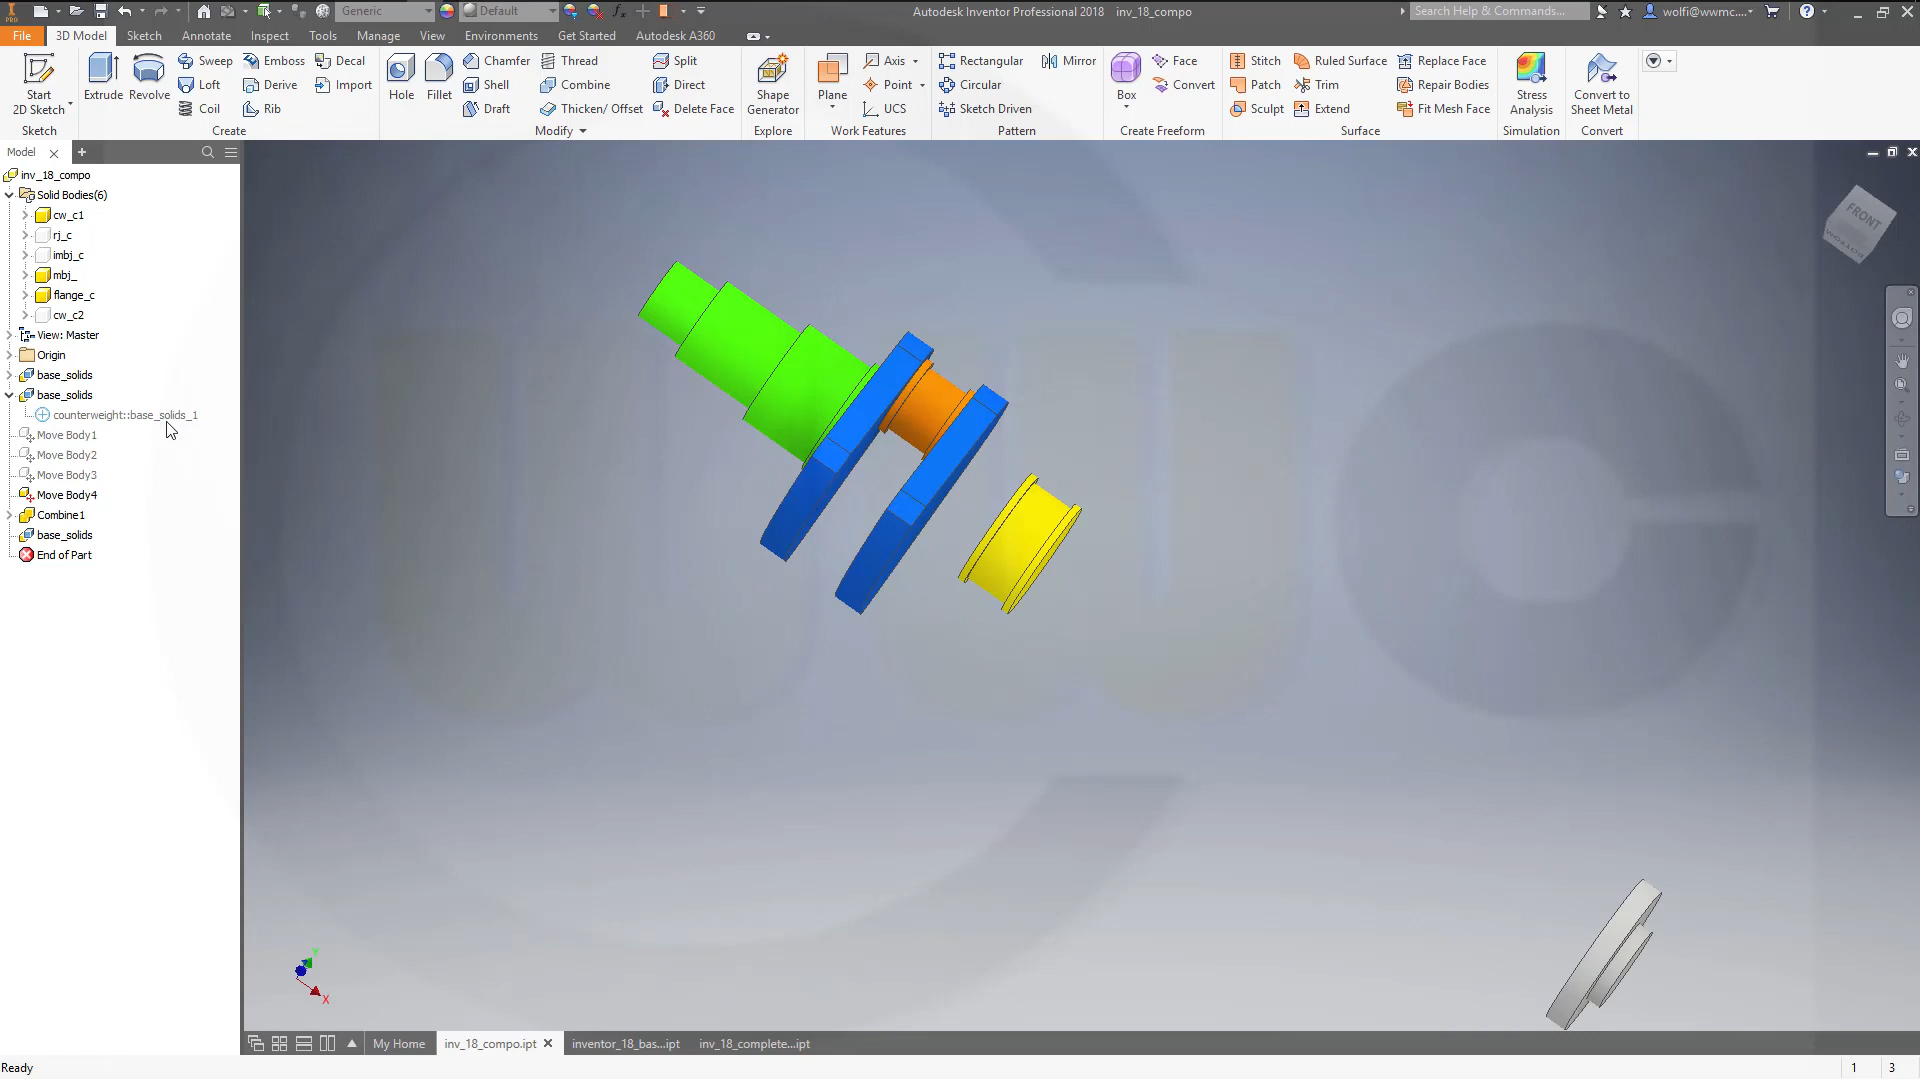 Generic
Default
Autodesk Inventor Professional 2018 inv_18_compo
Search Help & Commands...
wolfi@wwmc....
PRO
File 3D Model Sketch Annotate Inspect Tools Manage View Environments Get Started Autodesk A360
Start
2D Sketch
Sketch
Extrude
Revolve
Sweep
Loft
Coil
Emboss
Derive
Rib
Decal
Import
Create
Hole
Fillet
Chamfer
Shell
Draft
Thread
Combine
Thicken/ Offset
Split
Direct
Delete Face
Modify
Shape
Generator
Explore
Plane
Axis
Point
UCS
Work Features
Rectangular
Circular
Sketch Driven
Mirror
Pattern
Box
Face
Convert
Create Freeform
Stitch
Patch
Sculpt
Ruled Surface
Trim
Extend
Replace Face
Repair Bodies
Fit Mesh Face
Surface
Stress
Analysis
Simulation
Convert to
Sheet Metal
Convert
Model
inv_18_compo
Solid Bodies(6)
cw_c1
rj_c
imbj_c
mbj_
flange_c
cw_c2
View: Master
Origin
base_solids
base_solids
counterweight::base_solids_1
Move Body1
Move Body2
Move Body3
Move Body4
Combine1
base_solids
End of Part
FRONT
BOTTOM
Y
X
My Home inv_18_compo.ipt inventor_18_bas...ipt inv_18_complete...ipt
Ready
1 3